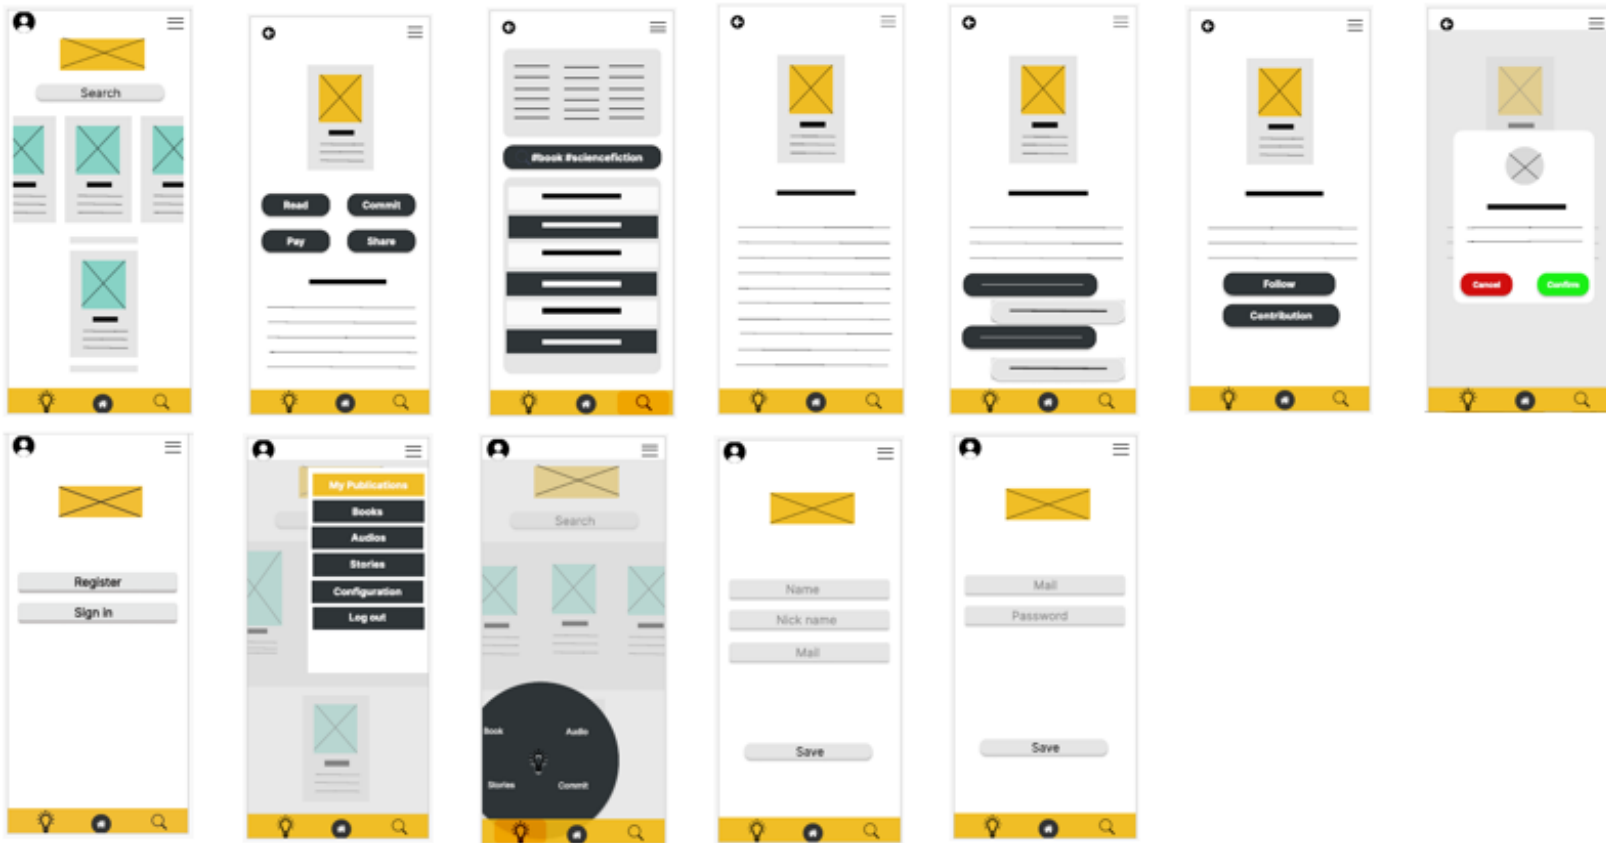 Search
Read
Commit
Pay
Share
#book #sciencefiction
Follow
Contribution
Cancel
Confirm
Register
Sign in
My Publications
Books
Audios
Stories
Configuration
Log out
Search
Book
Audio
Stories
Commit
Name
Nick name
Mail
Save
Mail
Password
Save